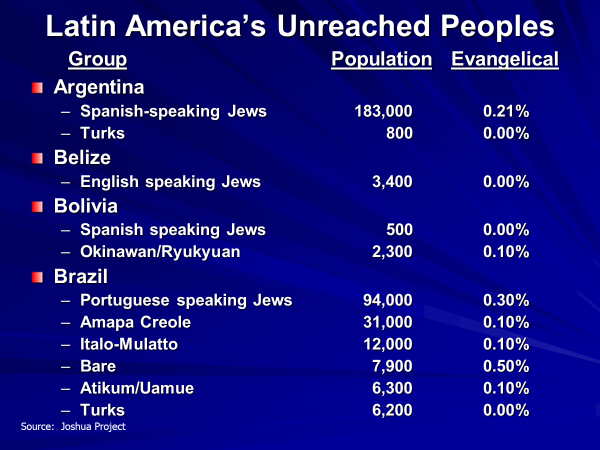 Latin America's Unreached Peoples
Group Population Evangelical
Argentina
– Spanish-speaking Jews 183,000 0.21%
– Turks 800 0.00%
Belize
– English speaking Jews 3,400 0.00%
Bolivia
– Spanish speaking Jews 500 0.00%
– Okinawan/Ryukyuan 2,300 0.10%
Brazil
– Portuguese speaking Jews 94,000 0.30%
– Amapa Creole 31,000 0.10%
– Italo-Mulatto 12,000 0.10%
– Bare 7,900 0.50%
– Atikum/Uamue 6,300 0.10%
– Turks 6,200 0.00%
Source: Joshua Project